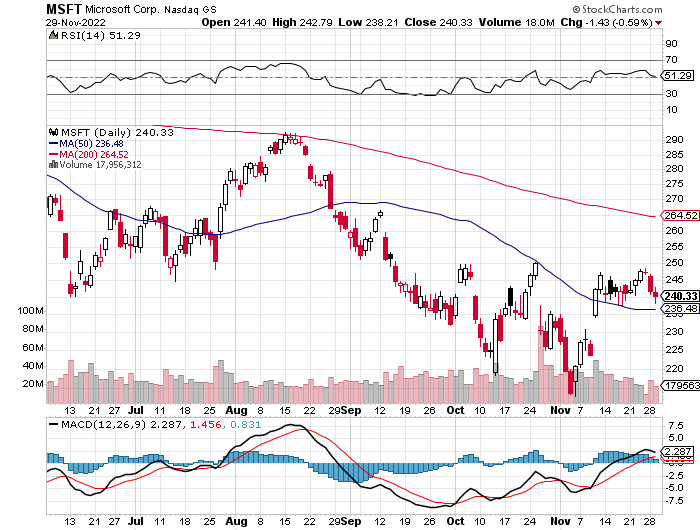 MSFT Microsoft Corp. Nasdaq GS © StockCharts.com
29-Nov-2022 Open 241.40 High 242.79 Low 238.21 Close 240.33 Volume 18.0M Chg -1.43 (-0.59%)
RSI(14) 51.29
90
70
51.29
30
10
MSFT (Daily) 240.33
MA(50) 236.48
MA(200) 264.52
Volume 17,956,312
290
285
280
275
270
264.52
260
255
250
245
240.33
236.48
235
230
225
220
17956312
100M
80M
60M
40M
20M
13 21 27 Jul 11 18 25 Aug 8 15 22 29 Sep 12 19 26 Oct 10 17 24 Nov 7 14 21 28
MACD(12,26,9) 2.287, 1.456, 0.831
7.5
5.0
2.287
0.0
-2.5
-5.0
-7.5
13 21 27 Jul 11 18 25 Aug 8 15 22 29 Sep 12 19 26 Oct 10 17 24 Nov 7 14 21 28